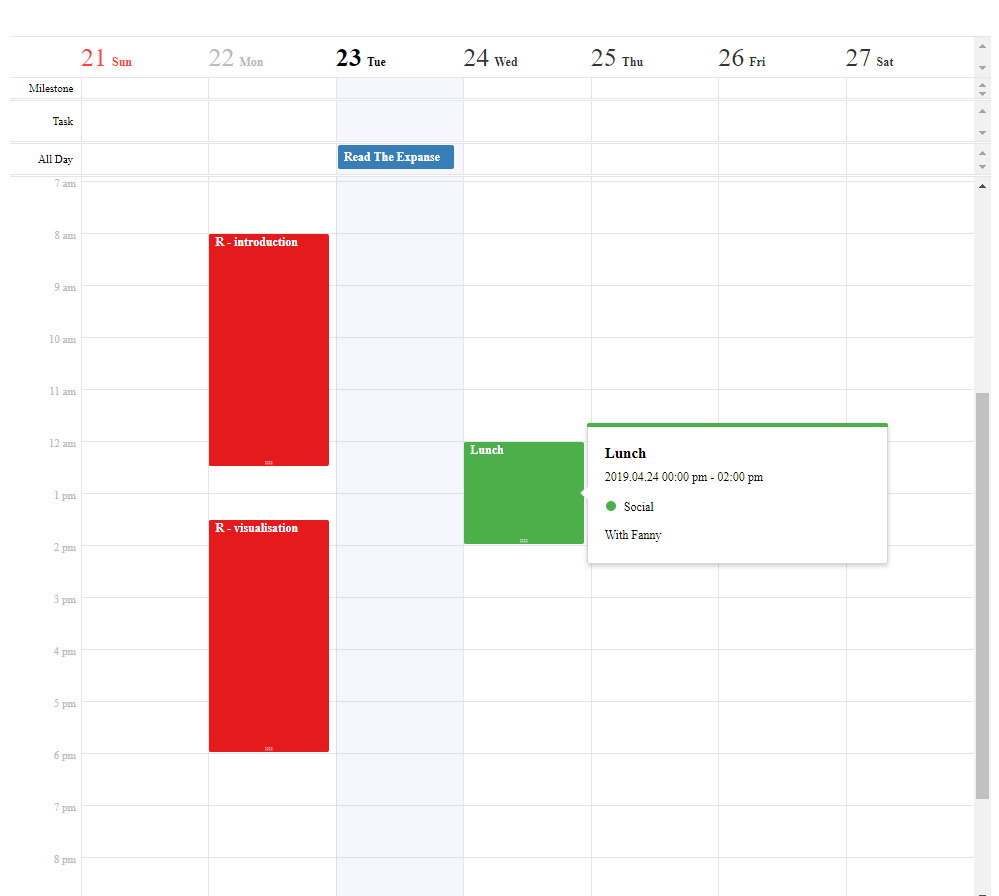 21 Sun 22 Mon 23 Tue 24 Wed 25 Thu 26 Fri 27 Sat
Milestone
Task
All Day Read The Expanse
7 am
8 am R - introduction
9 am
10 am
11 am
12 am Lunch
Lunch
2019.04.24 00:00 pm - 02:00 pm
Social
With Fanny
1 pm
R - visualisation
2 pm
3 pm
4 pm
5 pm
6 pm
7 pm
8 pm